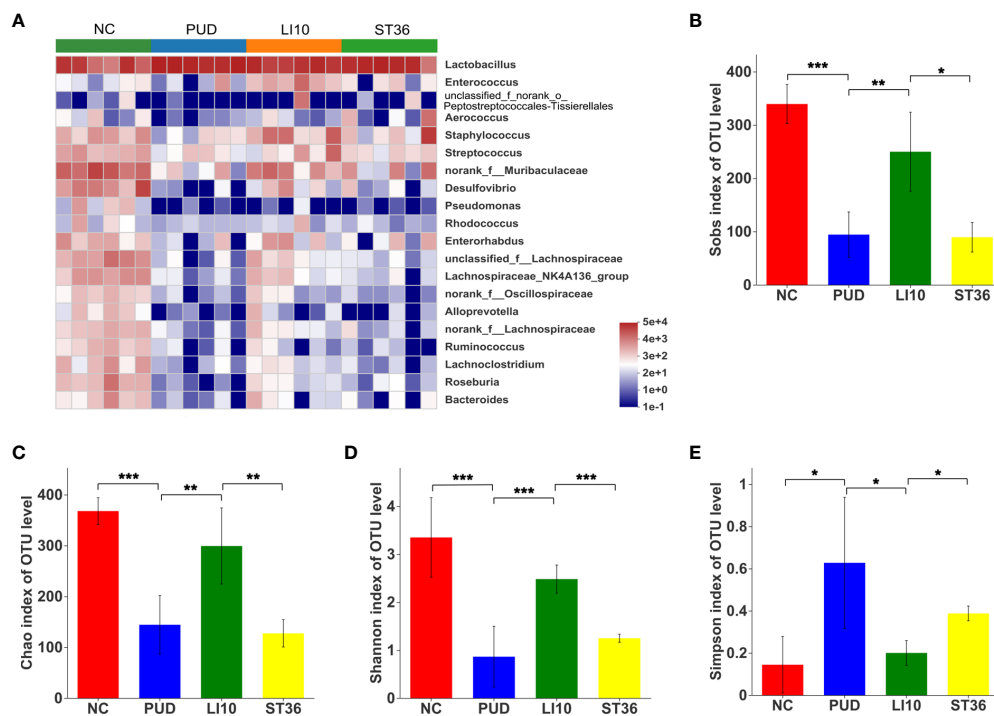 A
NC PUD LI10 ST36
Lactobacillus
Enterococcus
unclassified_f_norank_o_
Peptostreptococcales-Tissierellales
Aerococcus
Staphylococcus
Streptococcus
norank_f__Muribaculaceae
Desulfovibrio
Pseudomonas
Rhodococcus
Enterorhabdus
unclassified_f__Lachnospiraceae
Lachnospiraceae_NK4A136_group
norank_f__Oscillospiraceae
Alloprevotella
norank_f__Lachnospiraceae
Ruminococcus
Lachnoclostridium
Roseburia
Bacteroides
5e+4
4e+3
2e+2
2e+1
1e+0
1e-1
B
Sobs index of OTU level
400
300
200
100
0
*** ** *
NC PUD LI10 ST36
C
Chao index of OTU level
400
300
200
100
0
*** ** **
NC PUD LI10 ST36
D
Shannon index of OTU level
4
3
2
1
0
*** *** ***
NC PUD LI10 ST36
E
Simpson index of OTU level
1
0.8
0.6
0.4
0.2
0
* * *
NC PUD LI10 ST36